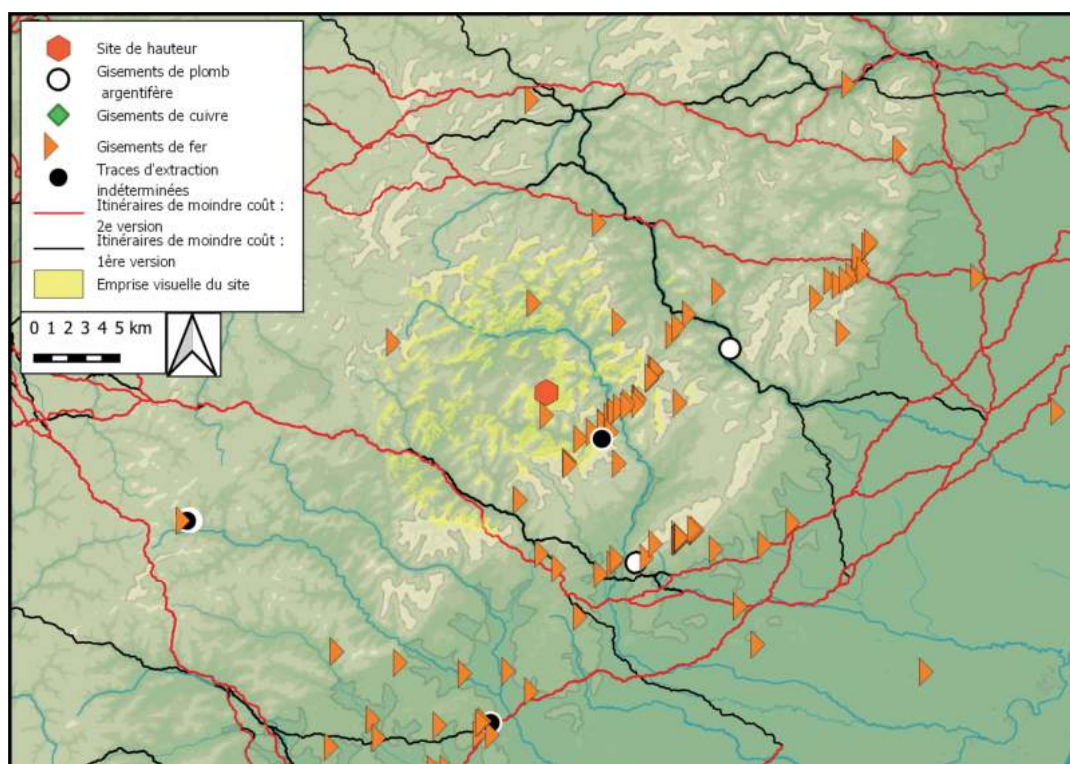 Site de hauteur
Gisements de plomb
argentifère
Gisements de cuivre
Gisements de fer
Traces d'extraction
indéterminées
Itinéraires de moindre coût :
2e version
Itinéraires de moindre coût :
1ère version
Emprise visuelle du site
0 1 2 3 4 5 km